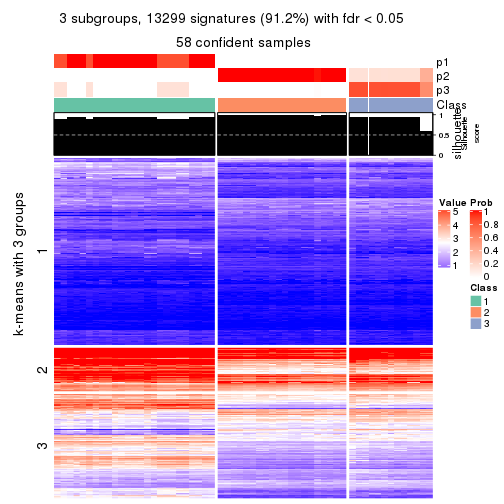 3 subgroups, 13299 signatures (91.2%) with fdr < 0.05
58 confident samples
p1
p2
p3
Class
silhouette
Silhouette
score
1
0.5
0
k-means with 3 groups
1
2
3
Value
5
4
3
2
1
Prob
1
0.8
0.6
0.4
0.2
0
Class
1
2
3